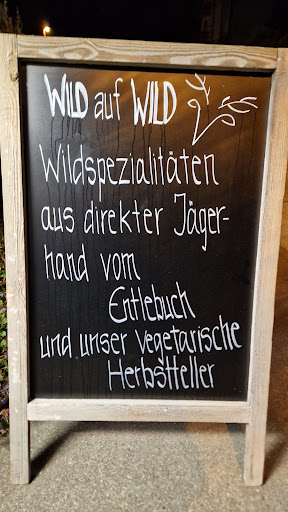 WILD auf WILD
Wildspezialitäten
aus direkter Jäger-
hand vom
Entlebuch
und unser vegetarische
Herbstteller